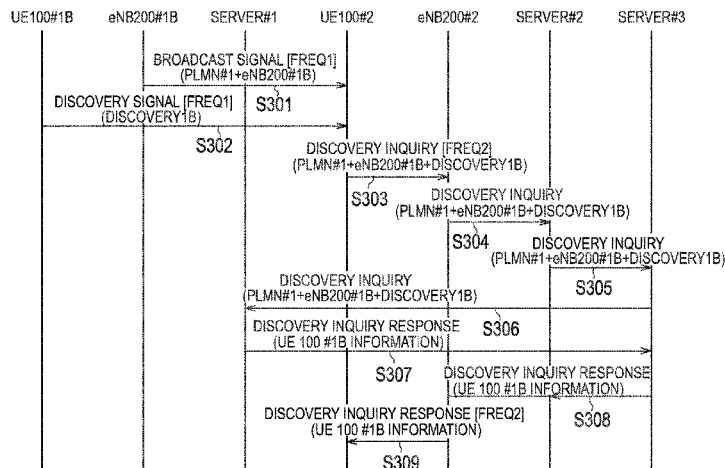 UE100#1B eNB200#1B SERVER#1 UE100#2 eNB200#2 SERVER#2 SERVER#3
BROADCAST SIGNAL [FREQ1]
(PLMN#1+eNB200#1B)
S301
DISCOVERY SIGNAL [FREQ1]
(DISCOVERY1B)
S302
DISCOVERY INQUIRY [FREQ2]
(PLMN#1+eNB200#1B+DISCOVERY1B)
S303
DISCOVERY INQUIRY
(PLMN#1+eNB200#1B+DISCOVERY1B)
S304
DISCOVERY INQUIRY
(PLMN#1+eNB200#1B+DISCOVERY1B)
S305
DISCOVERY INQUIRY
(PLMN#1+eNB200#1B+DISCOVERY1B)
S306
DISCOVERY INQUIRY RESPONSE
(UE 100 #1B INFORMATION)
S307
DISCOVERY INQUIRY RESPONSE
(UE 100 #1B INFORMATION)
S308
DISCOVERY INQUIRY RESPONSE [FREQ2]
(UE 100 #1B INFORMATION)
S309